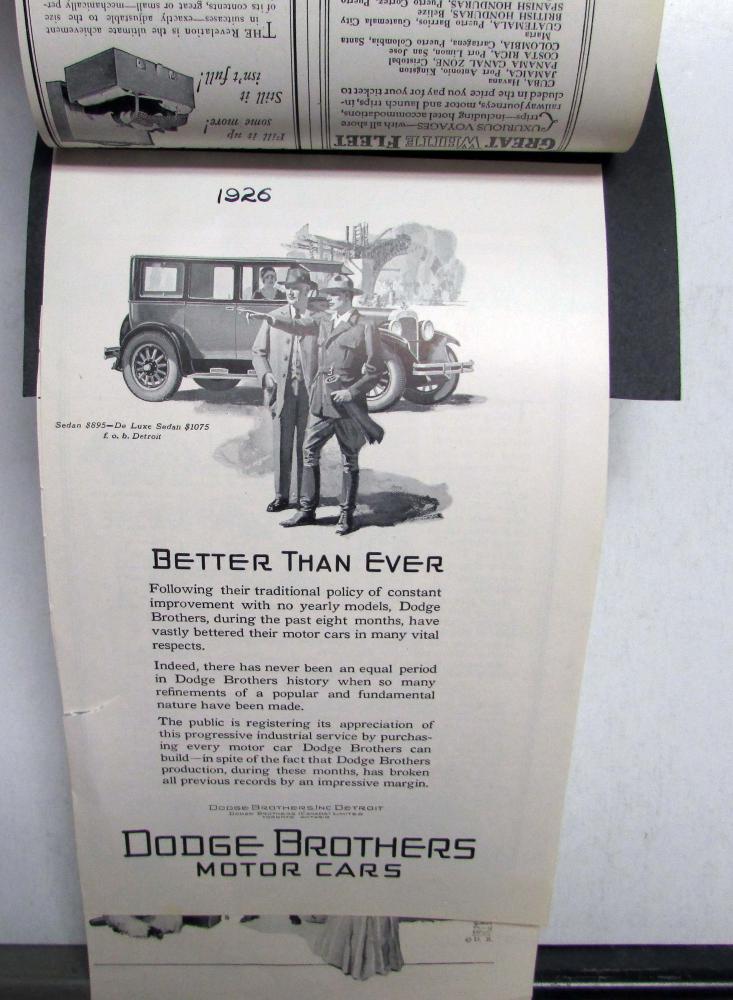 GREAT WHITE FLEET
LUXURIOUS VOYAGES—with all shore
trips—including hotel accommodations,
railway journeys, motor and launch trips, in-
cluded in the price you pay for your ticket to
CUBA, Havana
JAMAICA, Port Antonio, Kingston
PANAMA CANAL ZONE, Cristobal
COSTA RICA, Port Limon, San Jose
COLOMBIA, Cartagena, Puerto Colombia, Santa
Marta
GUATEMALA, Puerto Barrios, Guatemala City
BRITISH HONDURAS, Belize
SPANISH HONDURAS, Puerto Cortez, Puerto
Fill it up
some more!
Still it
isn't full!
THE Revelation is the ultimate achievement
in suitcases—exactly adjustable to the size
of its contents, great or small—mechanically per-
1926
Sedan $895—De Luxe Sedan $1075
f. o. b. Detroit
BETTER THAN EVER
Following their traditional policy of constant
improvement with no yearly models, Dodge
Brothers, during the past eight months, have
vastly bettered their motor cars in many vital
respects.
Indeed, there has never been an equal period
in Dodge Brothers history when so many
refinements of a popular and fundamental
nature have been made.
The public is registering its appreciation of
this progressive industrial service by purchas-
ing every motor car Dodge Brothers can
build—in spite of the fact that Dodge Brothers
production, during these months, has broken
all previous records by an impressive margin.
DODGE BROTHERS, INC. DETROIT
DODGE BROTHERS (CANADA) LIMITED
TORONTO, ONTARIO
DODGE BROTHERS
MOTOR CARS